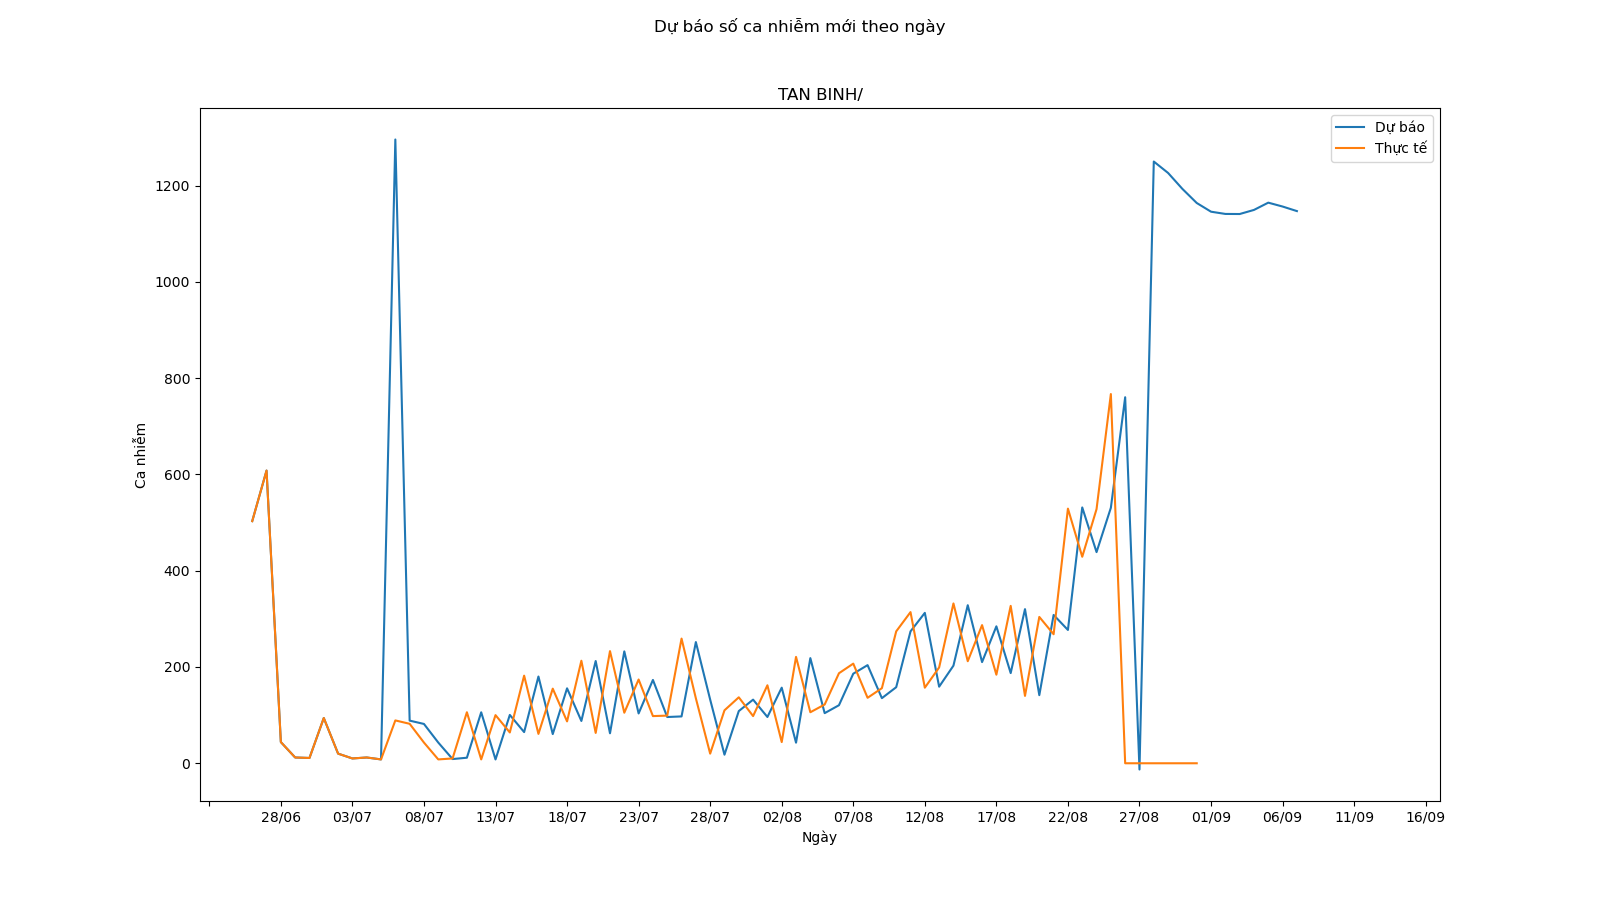 Dự báo số ca nhiễm mới theo ngày
TAN BINH/
Dự báo
Thực tế
1200
1000
800
600
400
200
0
Ca nhiễm
28/06 03/07 08/07 13/07 18/07 23/07 28/07 02/08 07/08 12/08 17/08 22/08 27/08 01/09 06/09 11/09 16/09
Ngày